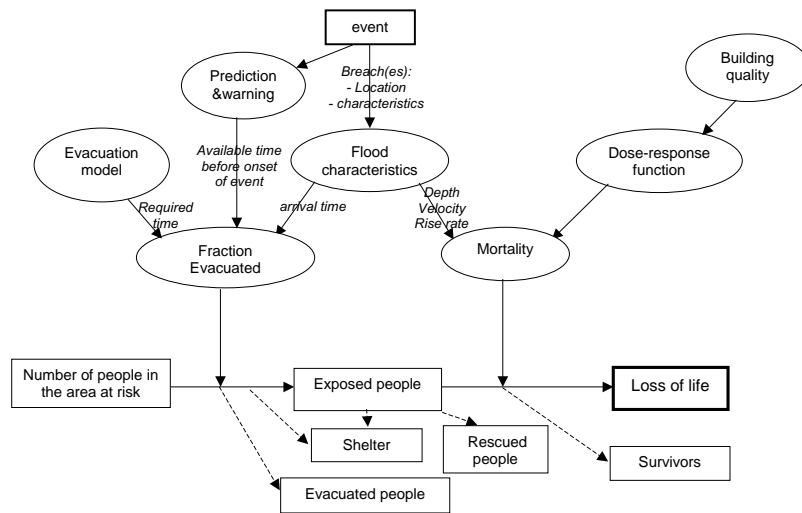 event
Building
quality
Prediction
&warning
Breach(es):
- Location
- characteristics
Evacuation
model
Available time
before onset
of event
Flood
characteristics
Dose-response
function
Required
time
arrival time
Depth
Velocity
Rise rate
Fraction
Evacuated
Mortality
Number of people in
the area at risk
Exposed people
Loss of life
Shelter
Rescued
people
Survivors
Evacuated people